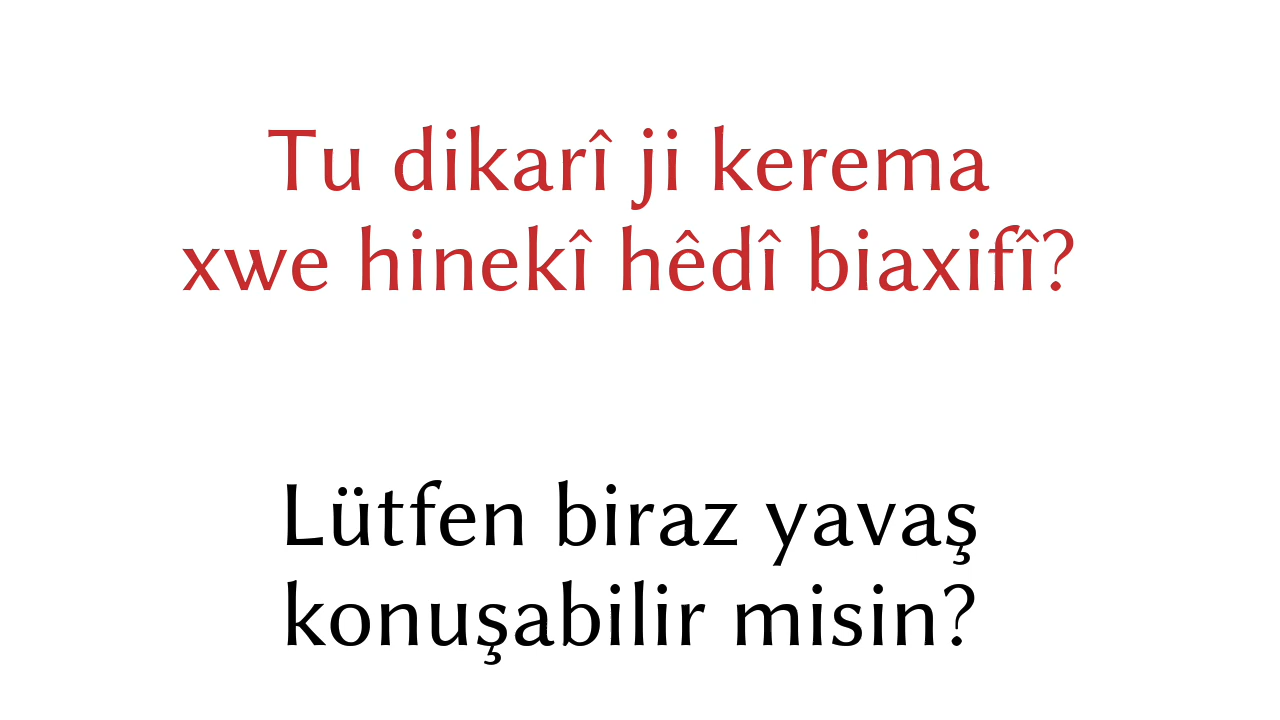 Tu dikarî ji kerema
xwe hinekî hêdî biaxifî?
Lütfen biraz yavaş
konuşabilir misin?